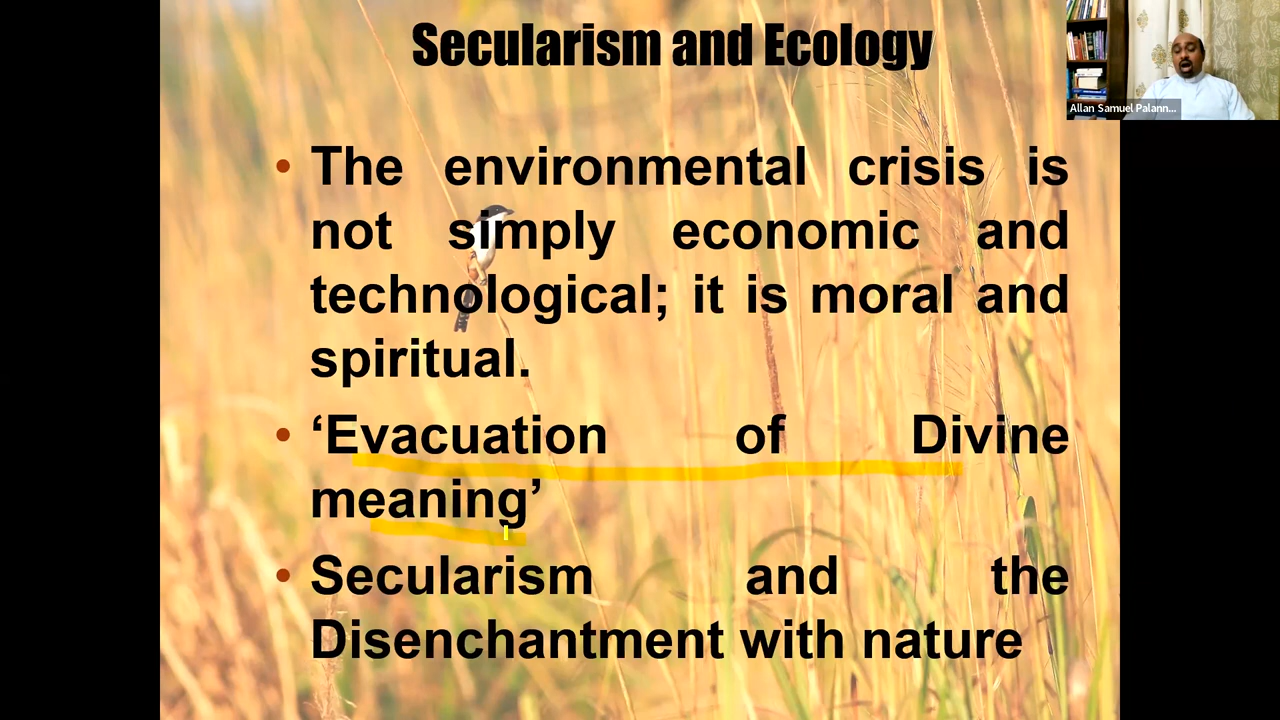 Secularism and Ecology
Allan Samuel Palann...
• The environmental crisis is
not simply economic and
technological; it is moral and
spiritual.
• ‘Evacuation of Divine
meaning’
• Secularism and the
Disenchantment with nature